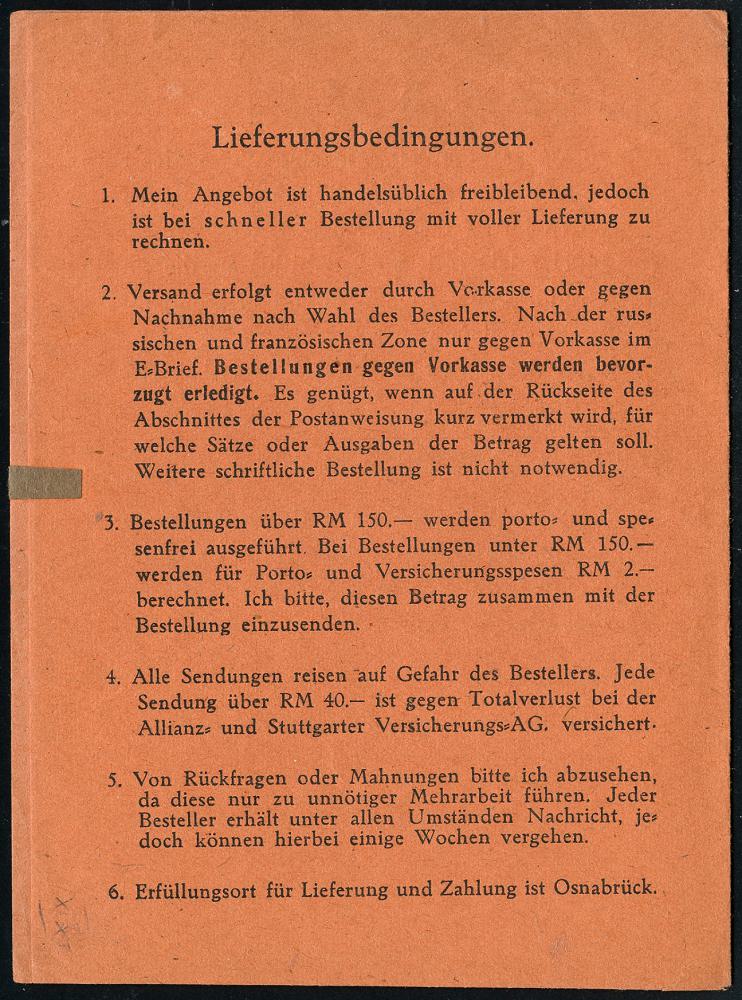 Lieferungsbedingungen.
1. Mein Angebot ist handelsüblich freibleibend, jedoch
ist bei schneller Bestellung mit voller Lieferung zu
rechnen.
2. Versand erfolgt entweder durch Vorkasse oder gegen
Nachnahme nach Wahl des Bestellers. Nach der rus-
sischen und französischen Zone nur gegen Vorkasse im
E-Brief. Bestellungen gegen Vorkasse werden bevor-
zugt erledigt. Es genügt, wenn auf der Rückseite des
Abschnittes der Postanweisung kurz vermerkt wird, für
welche Sätze oder Ausgaben der Betrag gelten soll.
Weitere schriftliche Bestellung ist nicht notwendig.
3. Bestellungen über RM 150.— werden porto- und spe-
senfrei ausgeführt. Bei Bestellungen unter RM 150.—
werden für Porto- und Versicherungsspesen RM 2.—
berechnet. Ich bitte, diesen Betrag zusammen mit der
Bestellung einzusenden.
4. Alle Sendungen reisen auf Gefahr des Bestellers. Jede
Sendung über RM 40.— ist gegen Totalverlust bei der
Allianz- und Stuttgarter Versicherungs-AG. versichert.
5. Von Rückfragen oder Mahnungen bitte ich abzusehen,
da diese nur zu unnötiger Mehrarbeit führen. Jeder
Besteller erhält unter allen Umständen Nachricht, je-
doch können hierbei einige Wochen vergehen.
6. Erfüllungsort für Lieferung und Zahlung ist Osnabrück.